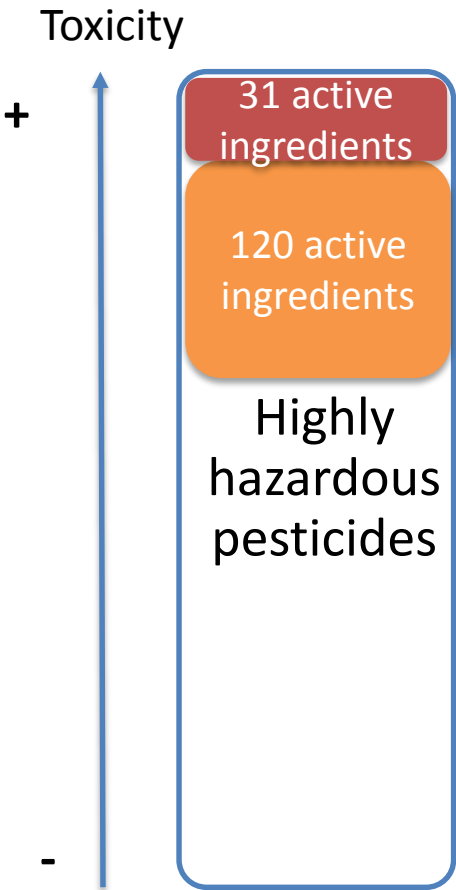 Toxicity
+
31 active
ingredients
120 active
ingredients
Highly
hazardous
pesticides
-